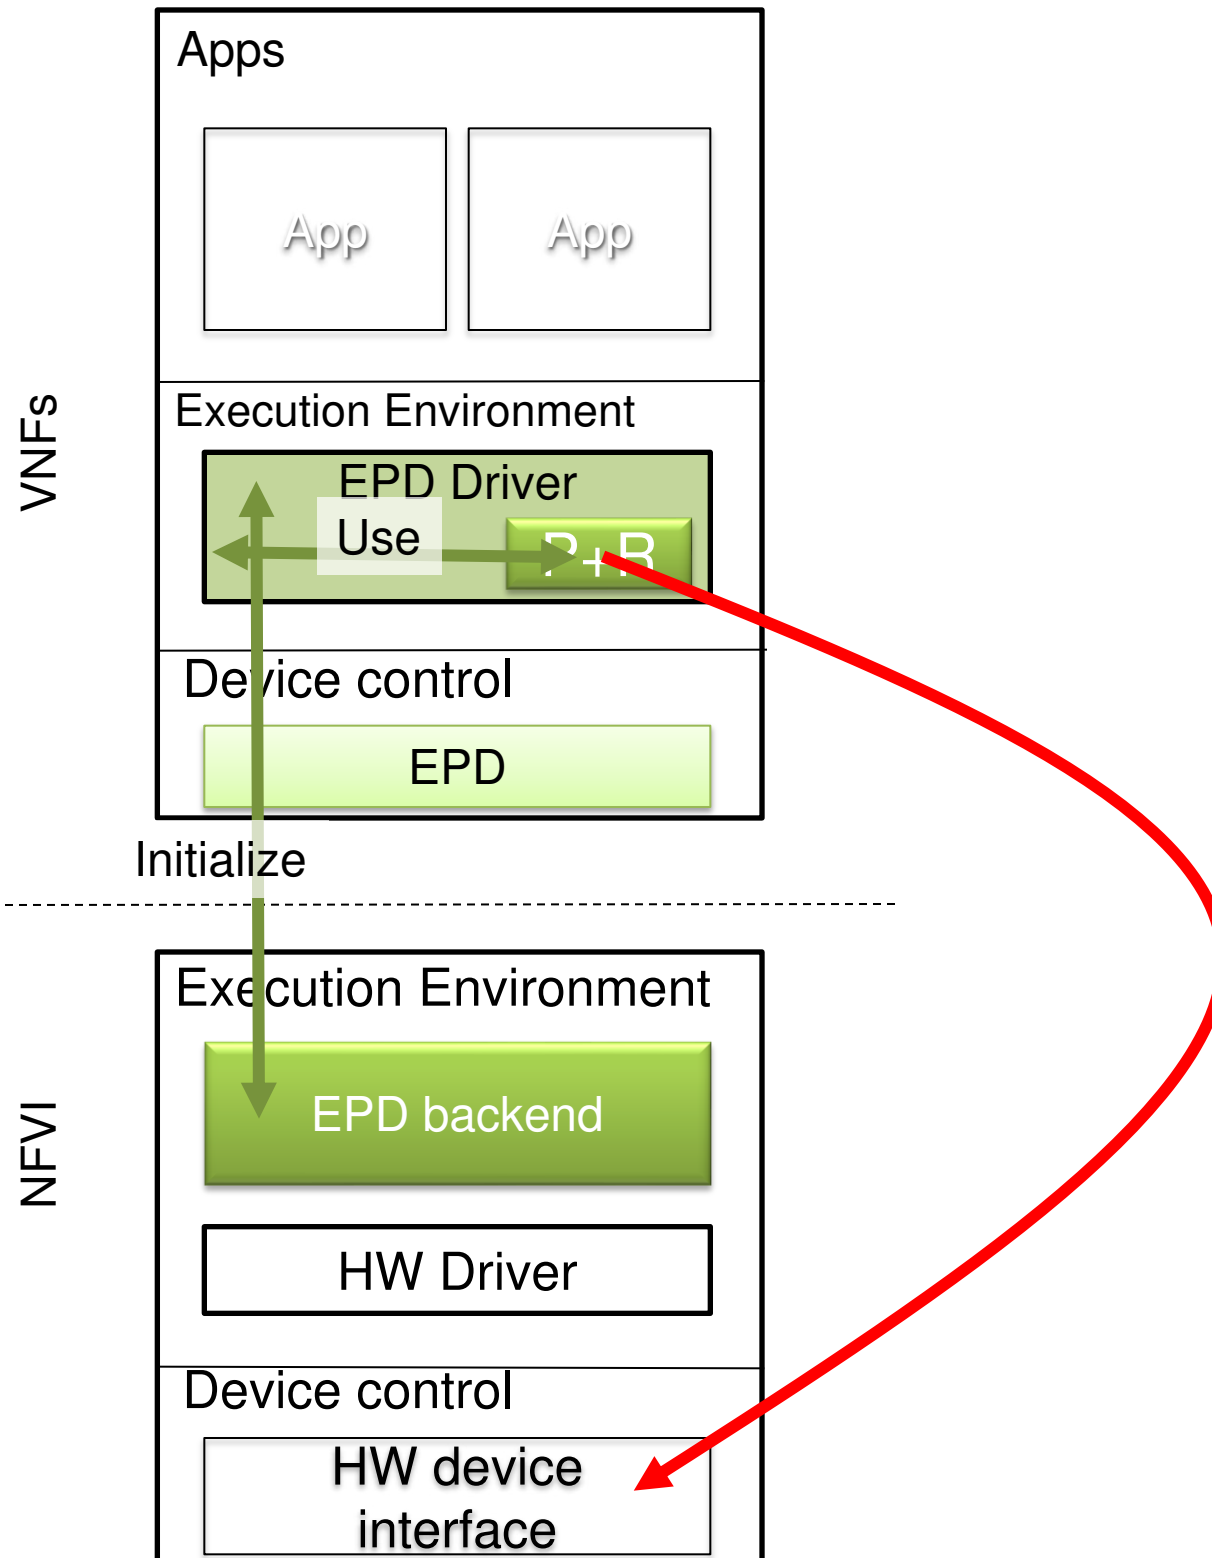 Apps
App
App
VNFs
Execution Environment
EPD Driver
Use
P+R
Device control
EPD
Initialize
Execution Environment
NFVI
EPD backend
HW Driver
Device control
HW device
interface